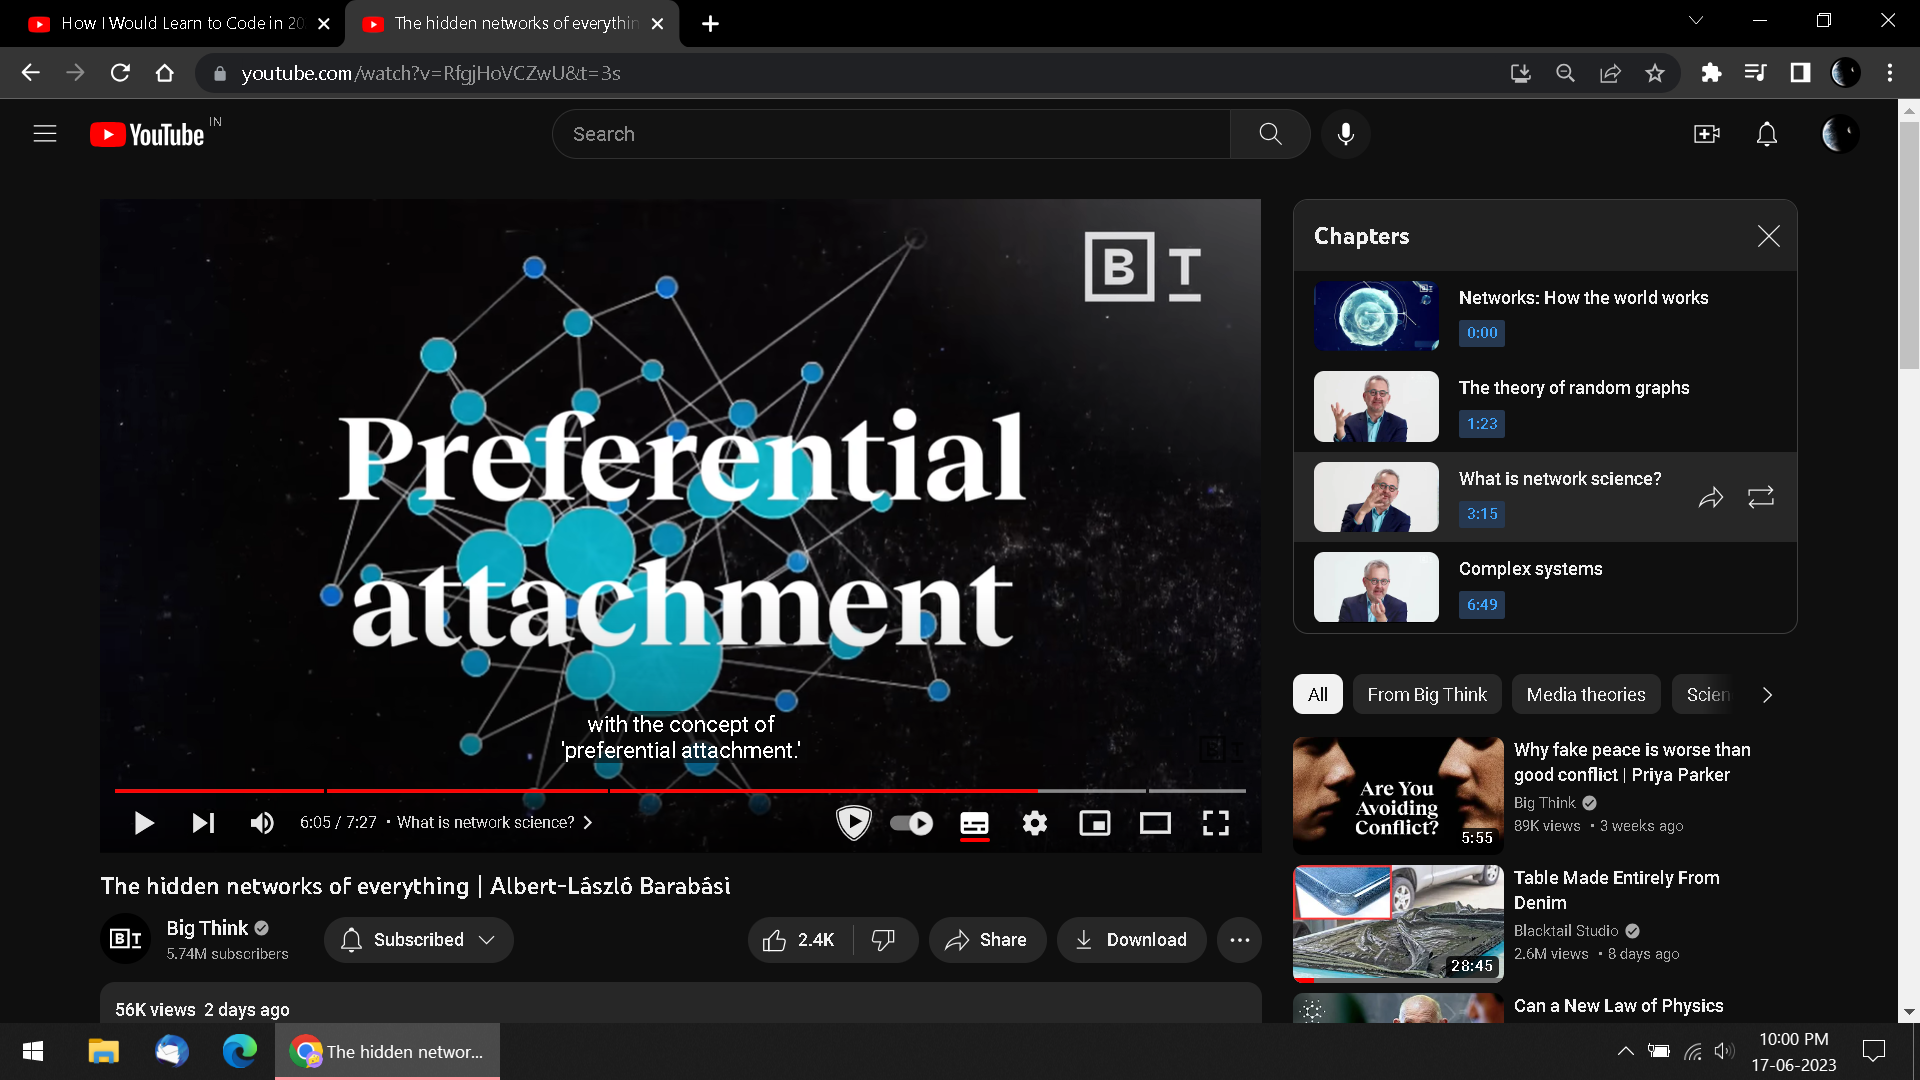 How I Would Learn to Code in 20
The hidden networks of everythin
youtube.com/watch?v=RfgjHoVCZwU&t=3s
YouTube IN
Search
B T
Preferential
attachment
with the concept of
'preferential attachment.'
6:05 / 7:27 • What is network science?
The hidden networks of everything | Albert-László Barabási
BT
Big Think
5.74M subscribers
Subscribed
2.4K
Share
Download
56K views 2 days ago
Chapters
Networks: How the world works
0:00
The theory of random graphs
1:23
What is network science?
3:15
Complex systems
6:49
All
From Big Think
Media theories
Scien
Are You
Avoiding
Conflict?
5:55
Why fake peace is worse than
good conflict | Priya Parker
Big Think
89K views • 3 weeks ago
28:45
Table Made Entirely From
Denim
Blacktail Studio
2.6M views • 8 days ago
Can a New Law of Physics
The hidden networ...
10:00 PM
17-06-2023